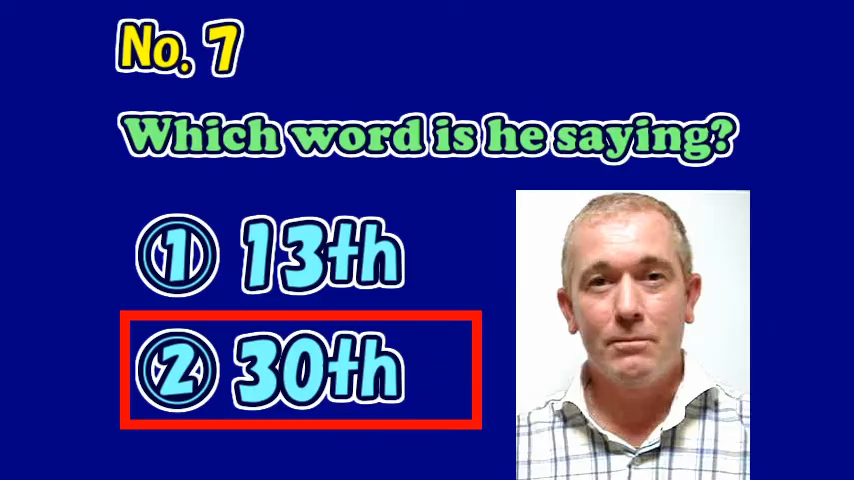 No. 7
Which word is he saying?
① 13th
② 30th